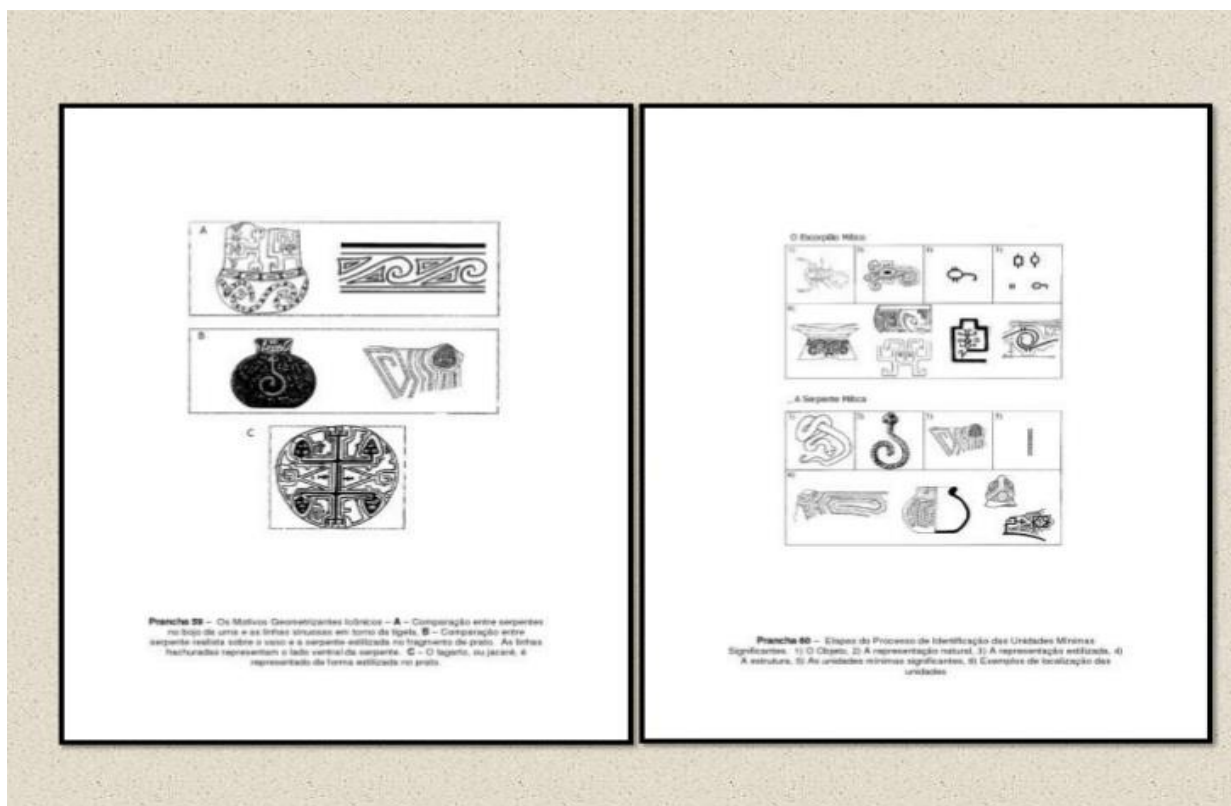 A
B
C
Prancha 59 – Os Motivos Geometrizantes Icônicos – A – Comparação entre serpentes
no bojo da urna e as linhas sinuosas em torno da tigela, B – Comparação entre
serpente realista sobre o vaso e a serpente estilizada no fragmento de prato. As linhas
hachuradas representam o lado ventral da serpente. C – O lagarto, ou jacaré, é
representado de forma estilizada no prato.
O Escorpião Mítico
A Serpente Mítica
Prancha 60 – Etapas do Processo de Identificação das Unidades Mínimas
Significantes. 1) O Objeto, 2) A representação natural, 3) A representação estilizada, 4)
A estrutura, 5) As unidades mínimas significantes, 6) Exemplos de localização das
unidades